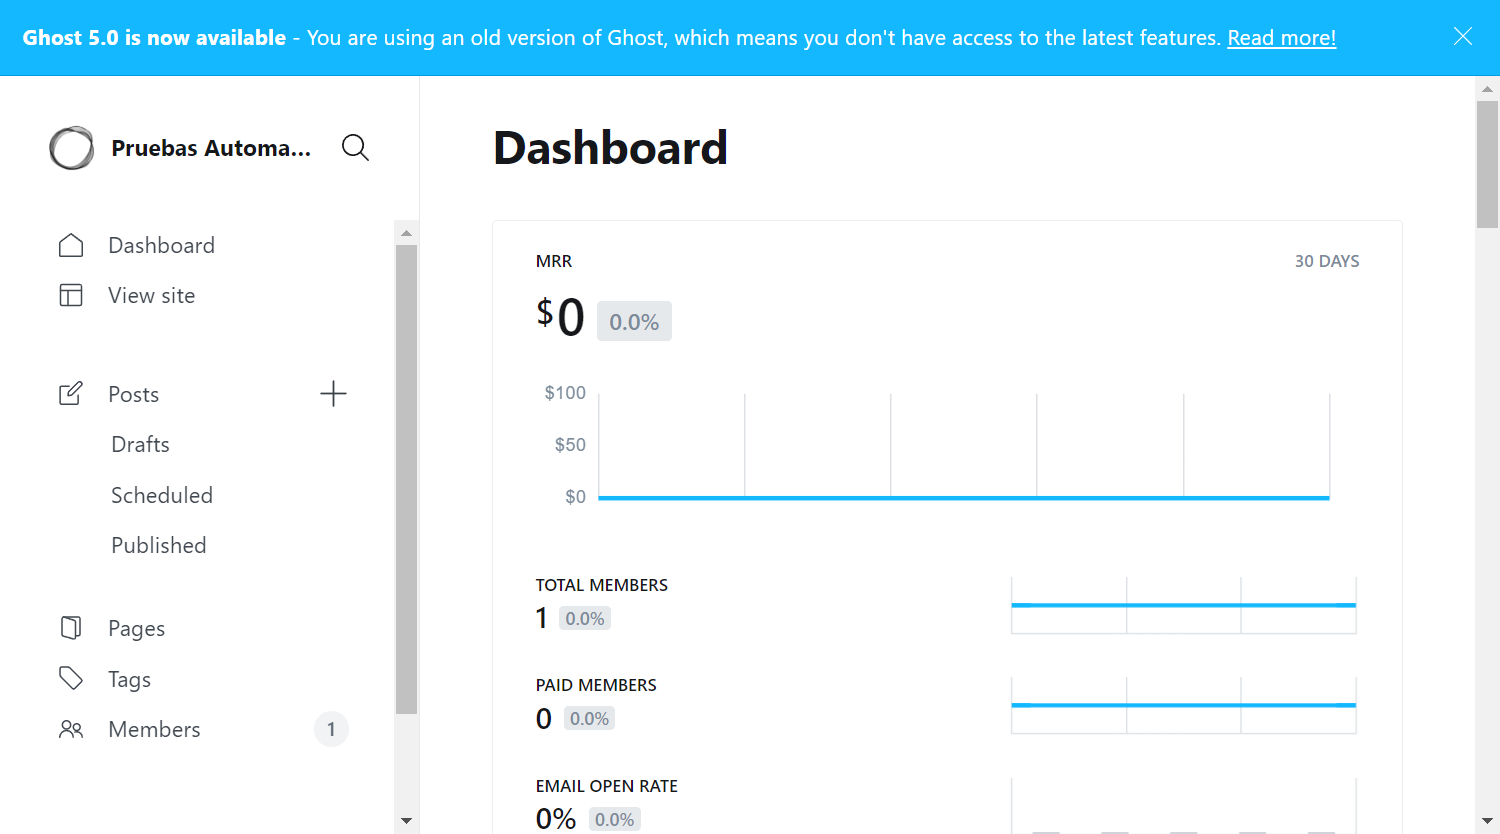 Ghost 5.0 is now available - You are using an old version of Ghost, which means you don't have access to the latest features. Read more!
Pruebas Automa...
Dashboard
View site
Posts
Drafts
Scheduled
Published
Pages
Tags
Members 1
Dashboard
MRR 30 DAYS
$0 0.0%
$100
$50
$0
TOTAL MEMBERS
1 0.0%
PAID MEMBERS
0 0.0%
EMAIL OPEN RATE
0% 0.0%